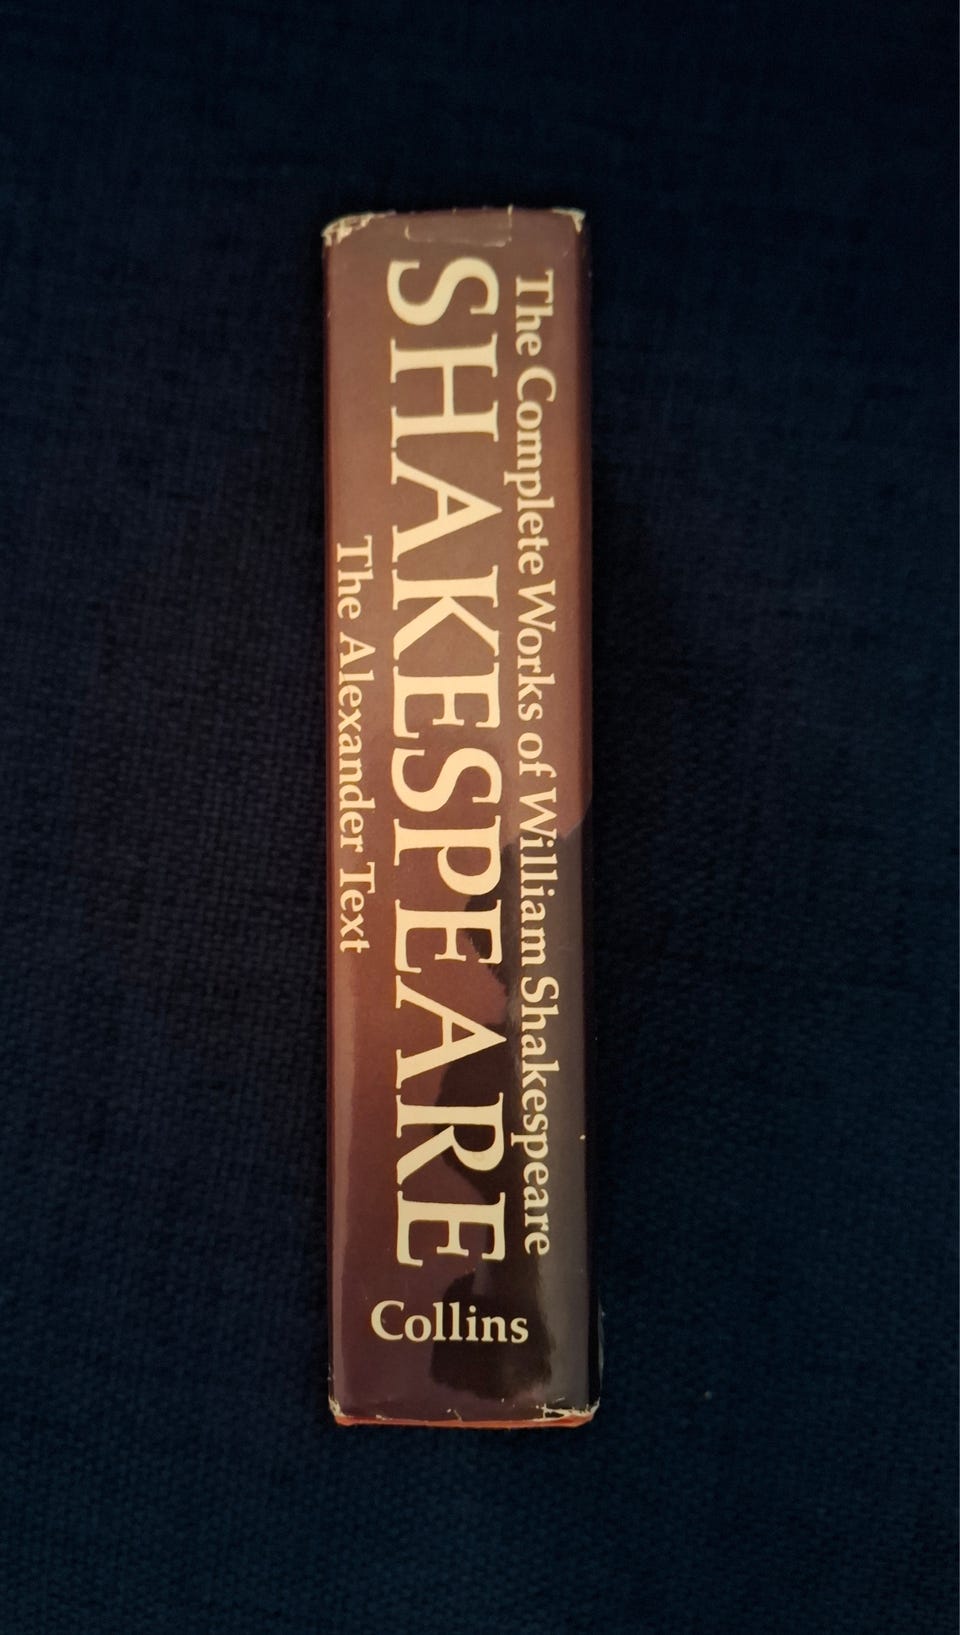 The Complete Works of William Shakespeare
SHAKESPEARE
The Alexander Text
Collins